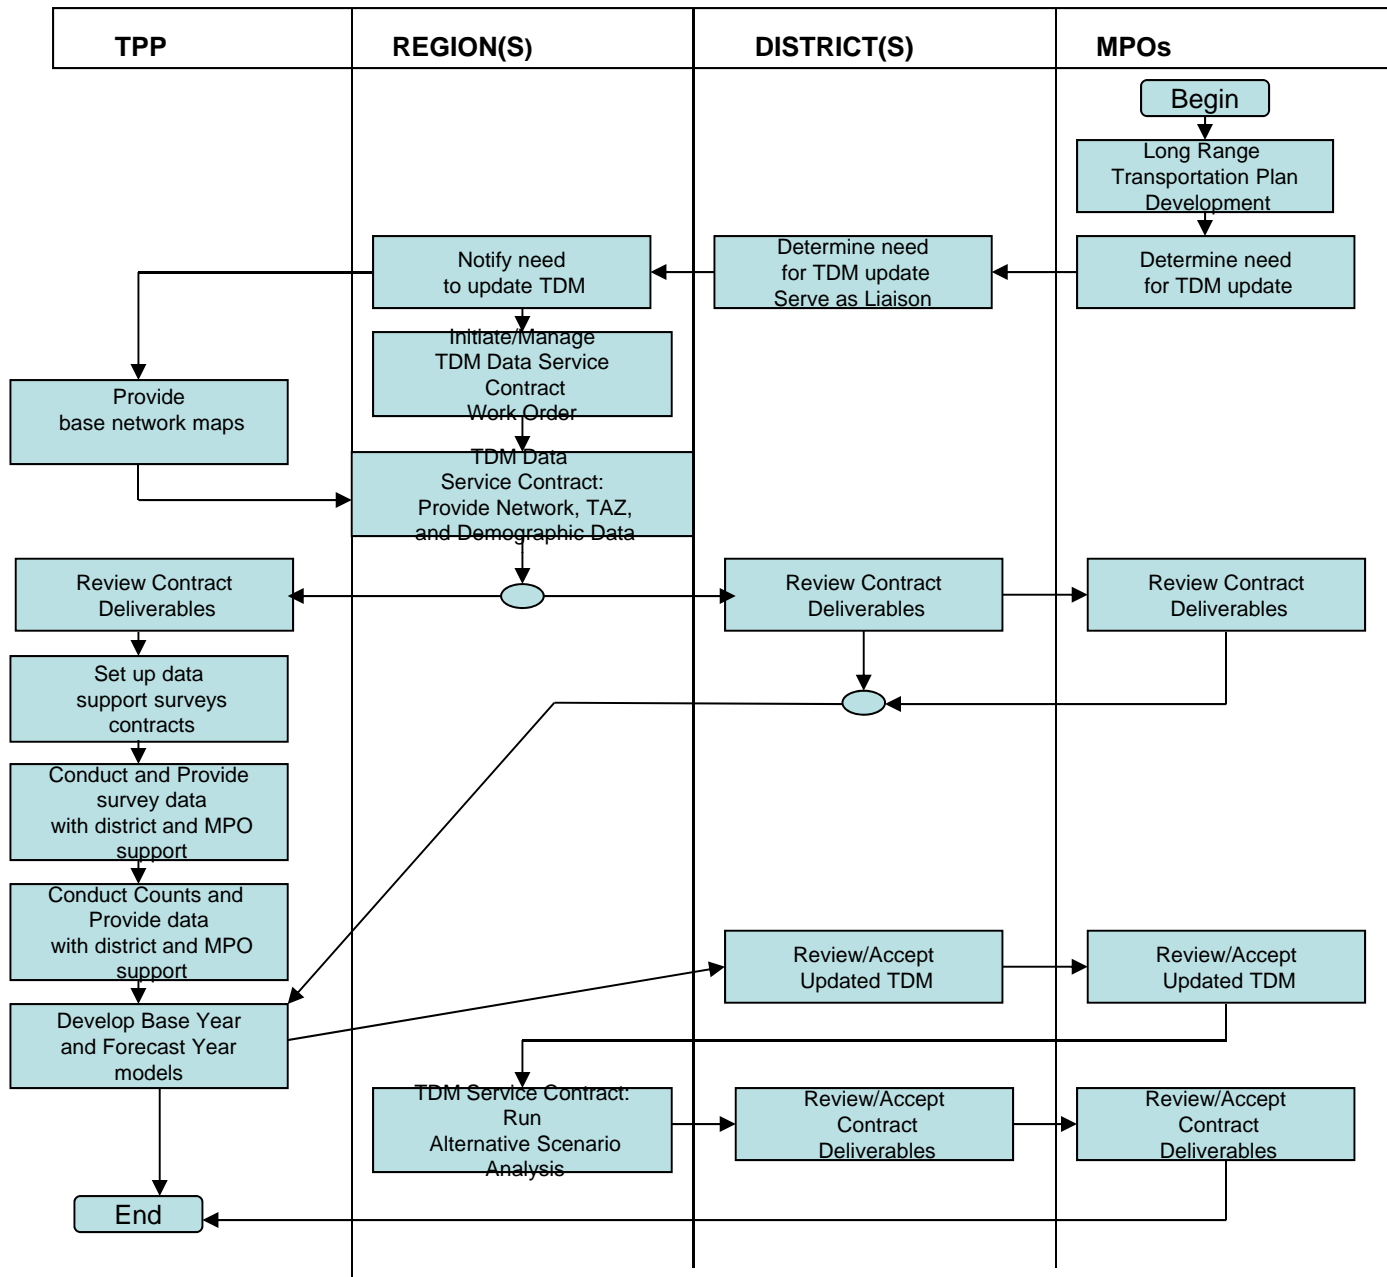 TPP
REGION(S)
DISTRICT(S)
MPOs
Begin
Long Range
Transportation Plan
Development
Notify need
to update TDM
Determine need
for TDM update
Serve as Liaison
Determine need
for TDM update
Initiate/Manage
TDM Data Service
Contract
Work Order
Provide
base network maps
TDM Data
Service Contract:
Provide Network, TAZ,
and Demographic Data
Review Contract
Deliverables
Review Contract
Deliverables
Review Contract
Deliverables
Set up data
support surveys
contracts
Conduct and Provide
survey data
with district and MPO
support
Conduct Counts and
Provide data
with district and MPO
support
Review/Accept
Updated TDM
Review/Accept
Updated TDM
Develop Base Year
and Forecast Year
models
TDM Service Contract:
Run
Alternative Scenario
Analysis
Review/Accept
Contract
Deliverables
Review/Accept
Contract
Deliverables
End